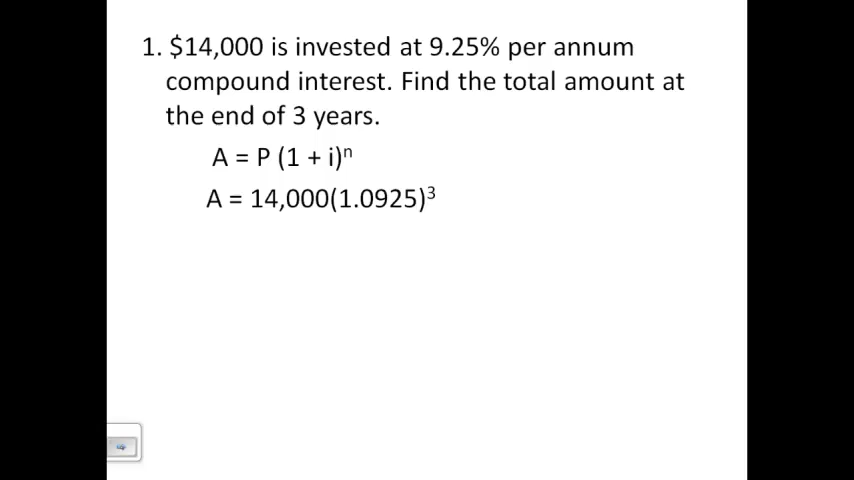 1. $14,000 is invested at 9.25% per annum
compound interest. Find the total amount at
the end of 3 years.
A = P (1 + i)ⁿ
A = 14,000(1.0925)³